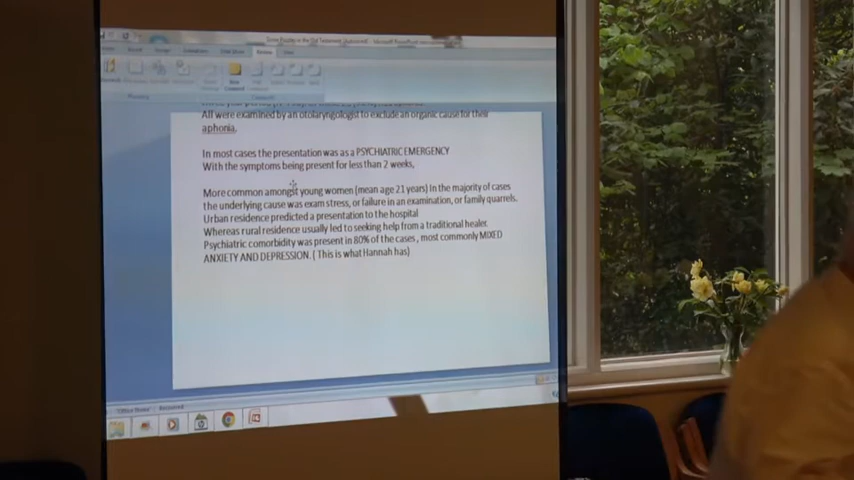 Review
All were examined by an otolaryngologist to exclude an organic cause for their
aphonia.
In most cases the presentation was as a PSYCHIATRIC EMERGENCY
With the symptoms being present for less than 2 weeks,
More common amongst young women (mean age 21 years) In the majority of cases
the underlying cause was exam stress, or failure in an examination, or family quarrels.
Urban residence predicted a presentation to the hospital
Whereas rural residence usually led to seeking help from a traditional healer.
Psychiatric comorbidity was present in 80% of the cases , most commonly MIXED
ANXIETY AND DEPRESSION. ( This is what Hannah has)
"Office Theme" Recovered